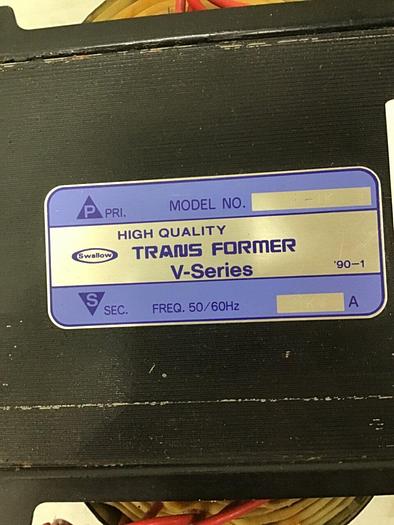 P PRI. MODEL NO.
HIGH QUALITY
Swallow TRANS FORMER
V-Series '90-1
S SEC. FREQ. 50/60Hz A